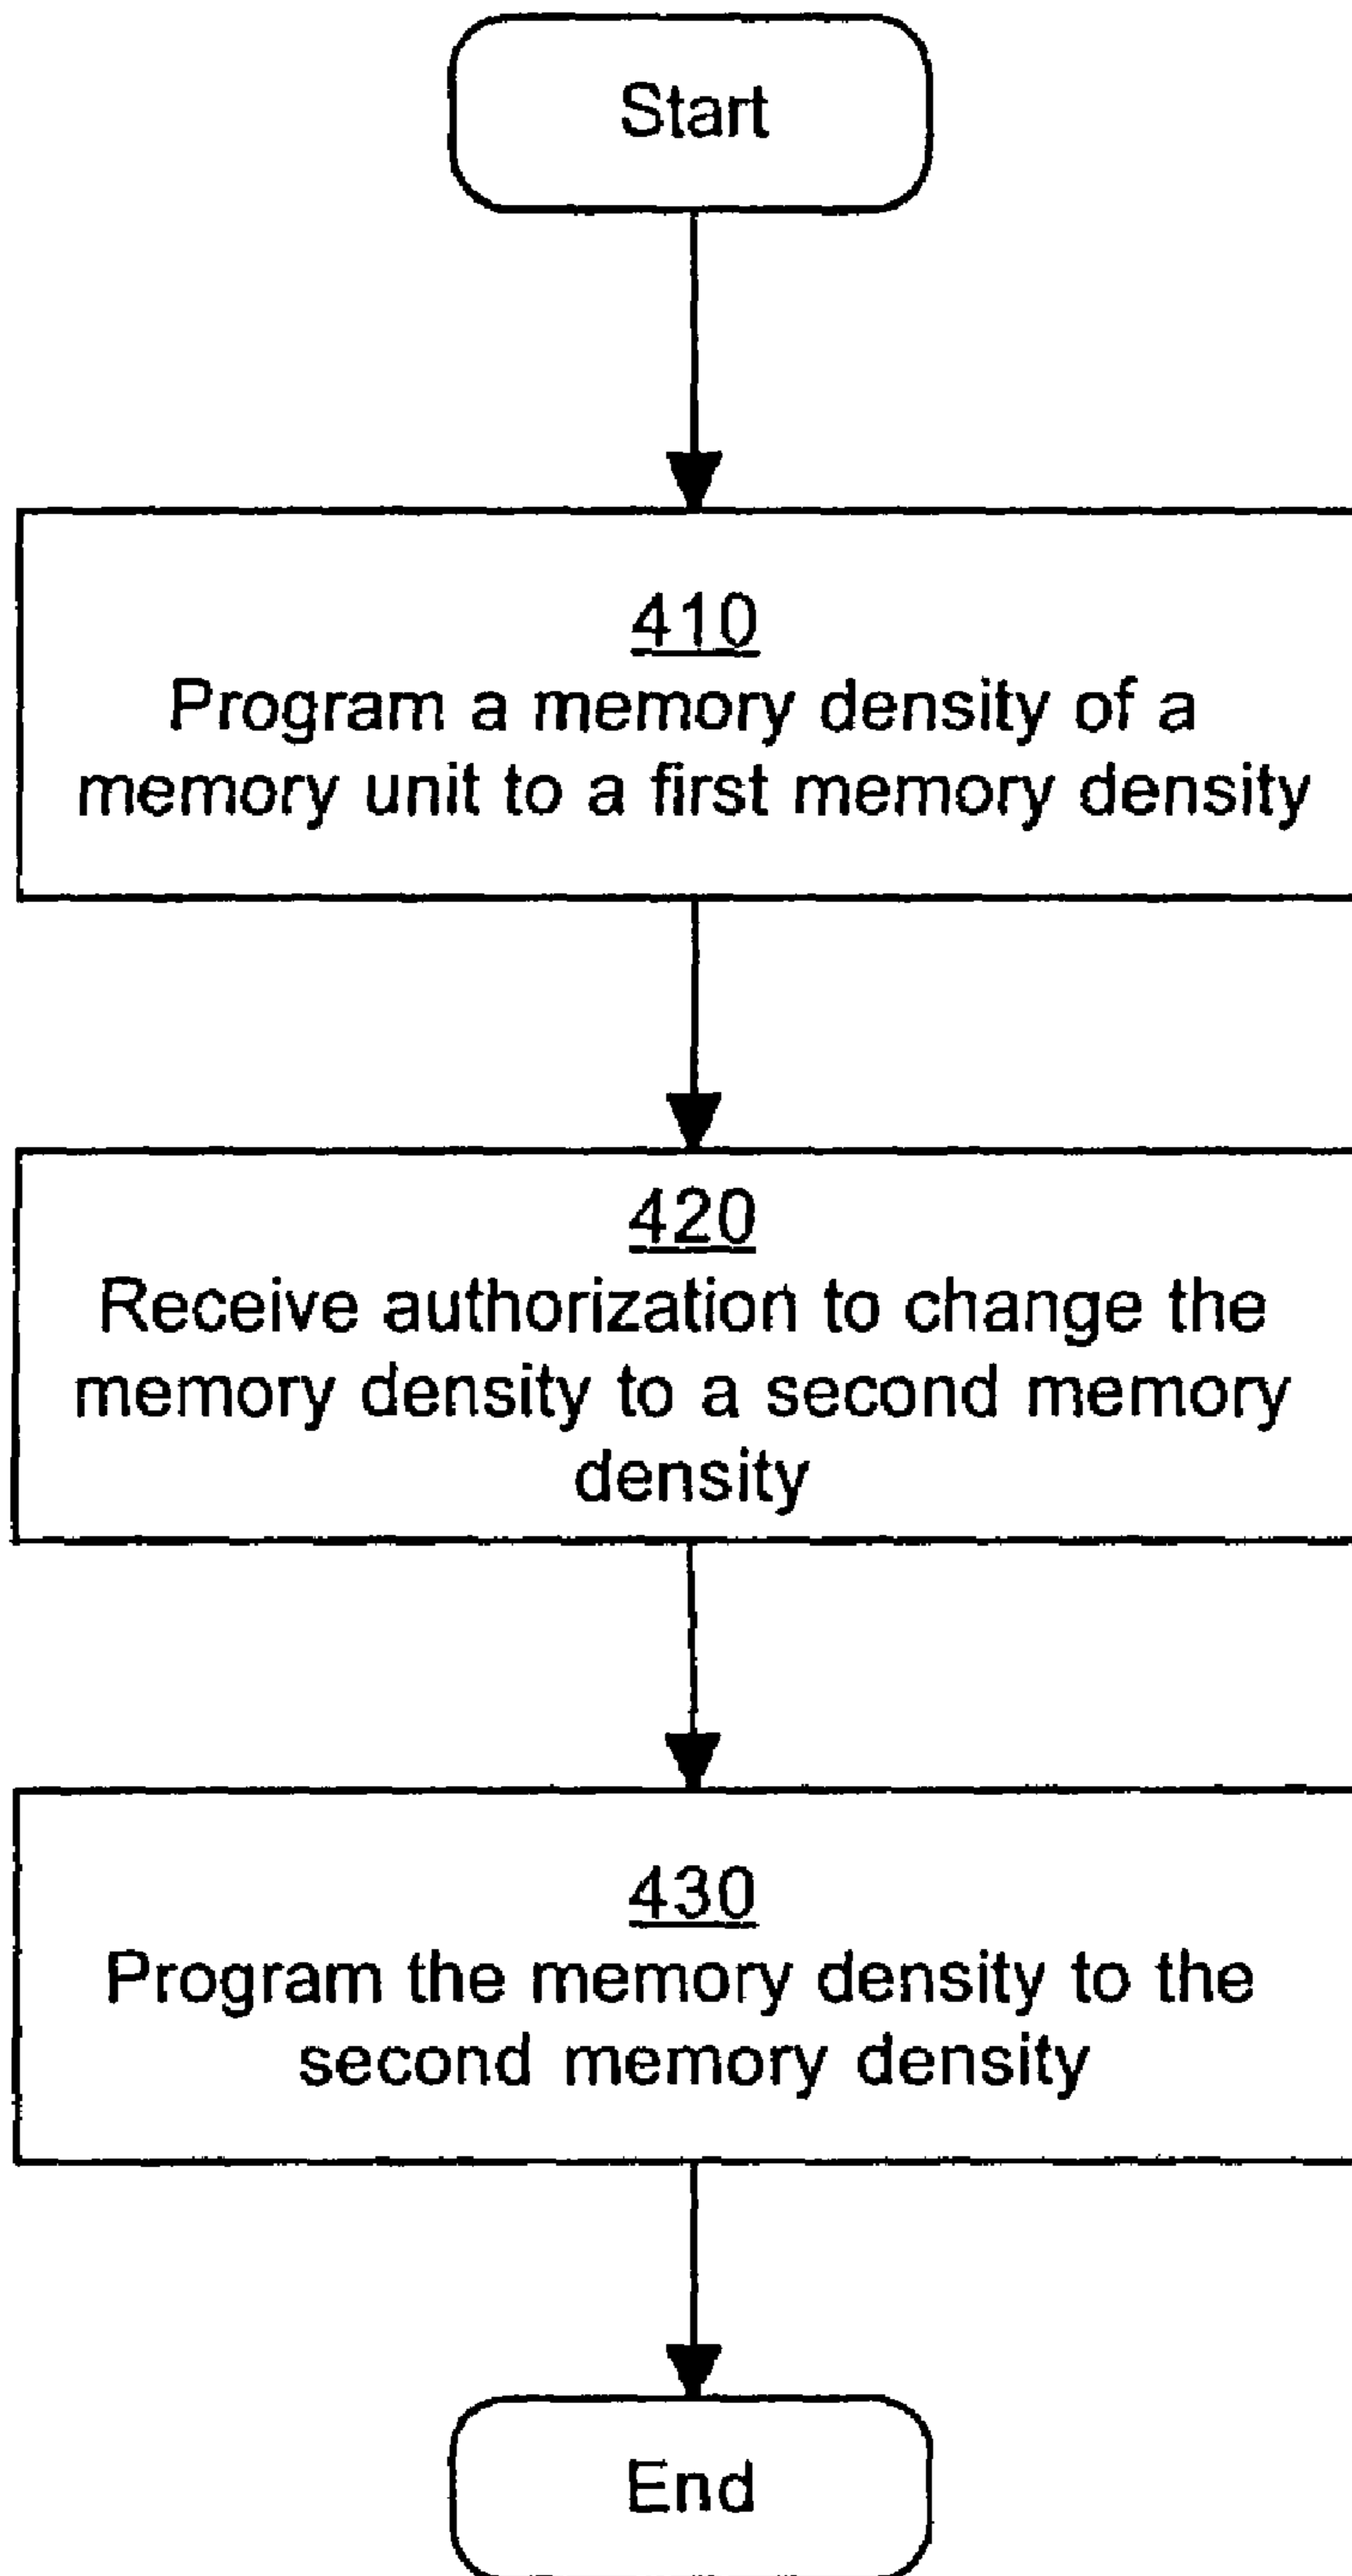 Start
410
Program a memory density of a
memory unit to a first memory density
420
Receive authorization to change the
memory density to a second memory
density
430
Program the memory density to the
second memory density
End